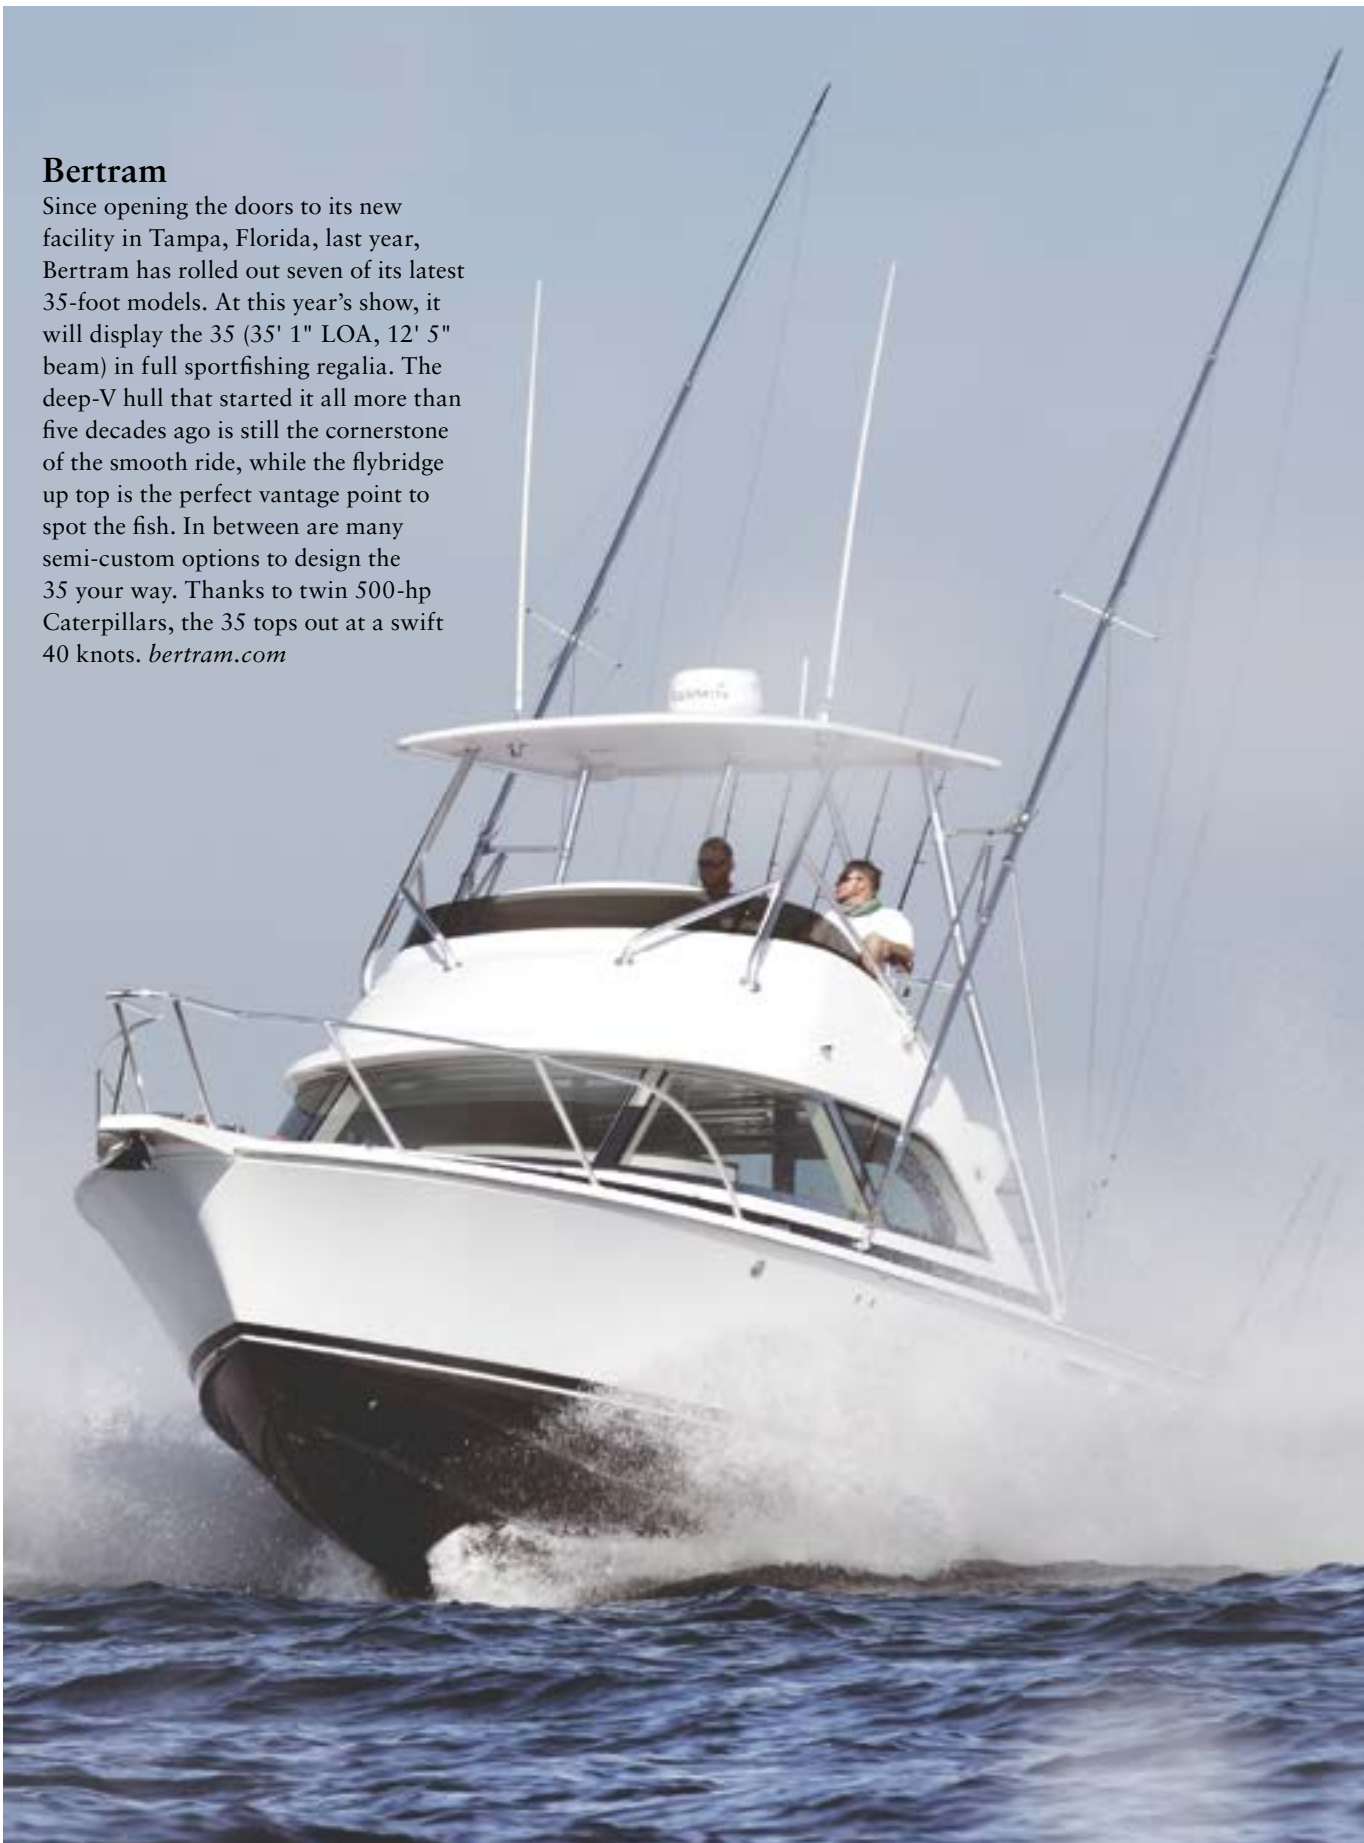 Bertram
Since opening the doors to its new
facility in Tampa, Florida, last year,
Bertram has rolled out seven of its latest
35-foot models. At this year’s show, it
will display the 35 (35' 1" LOA, 12' 5"
beam) in full sportfishing regalia. The
deep-V hull that started it all more than
five decades ago is still the cornerstone
of the smooth ride, while the flybridge
up top is the perfect vantage point to
spot the fish. In between are many
semi-custom options to design the
35 your way. Thanks to twin 500-hp
Caterpillars, the 35 tops out at a swift
40 knots. bertram.com